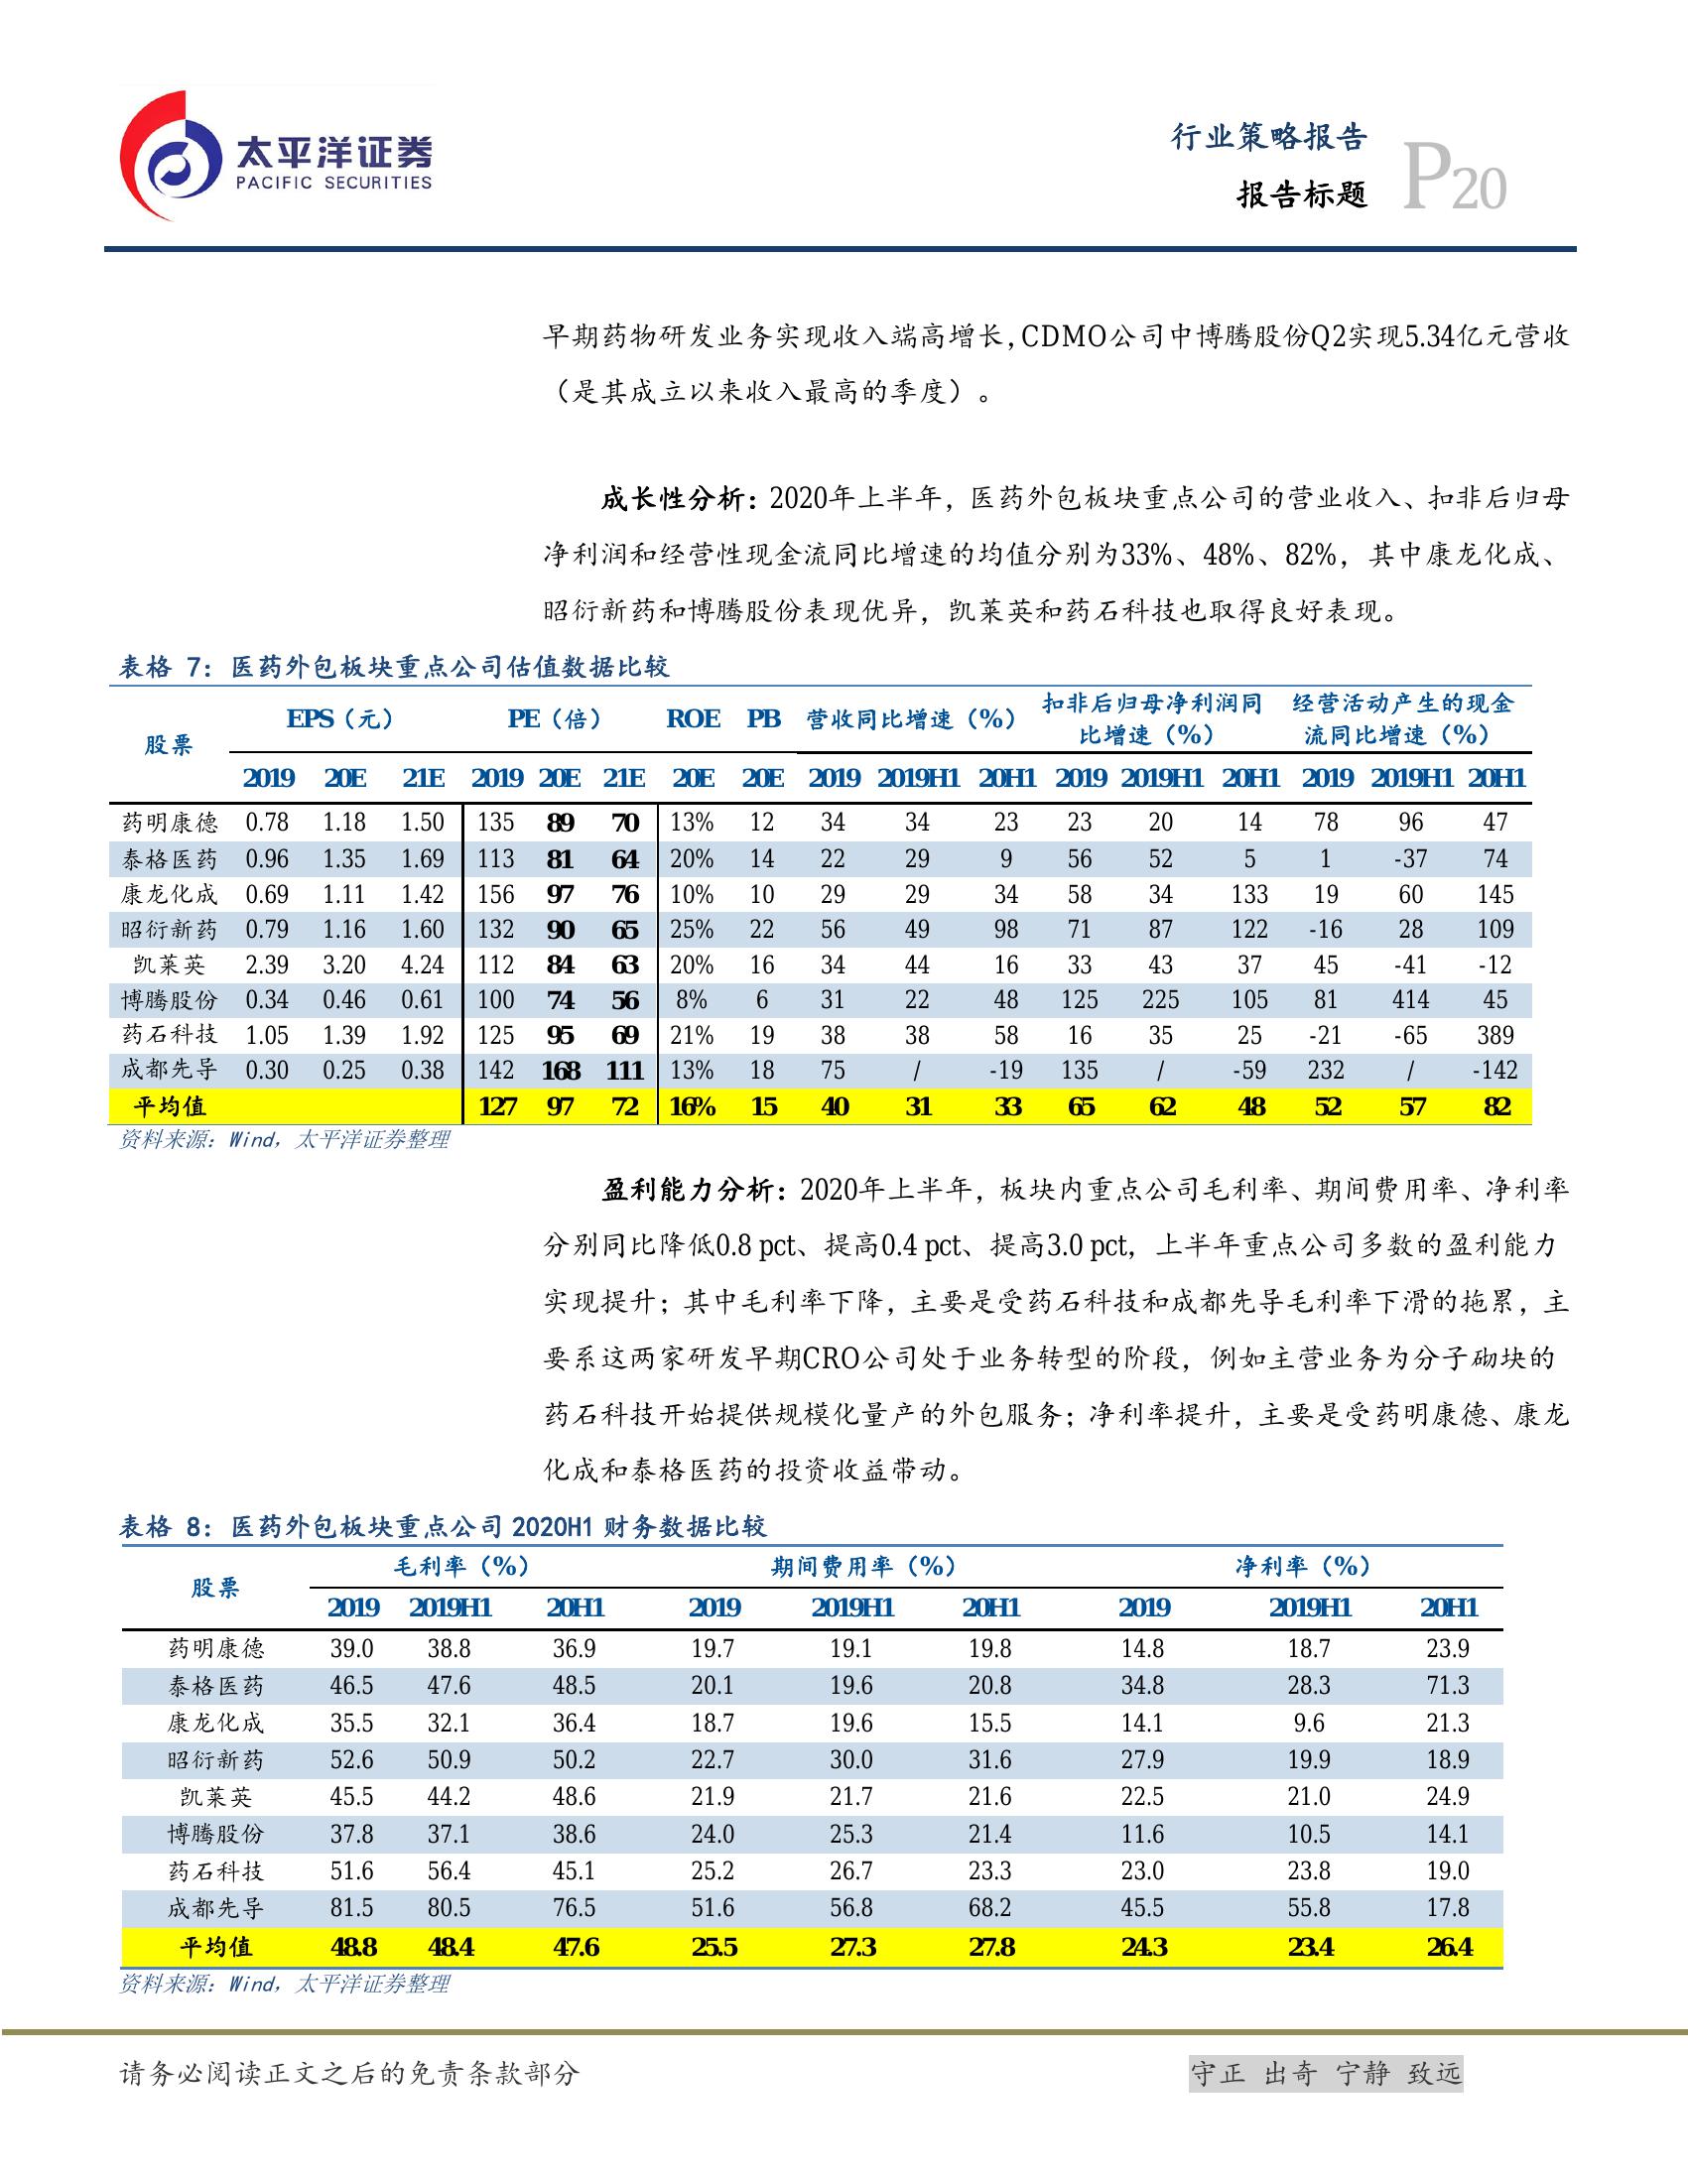 太平洋证券
PACIFIC SECURITIES
行业策略报告
报告标题
P20
早期药物研发业务实现收入端高增长，CDMO公司中博腾股份Q2实现5.34亿元营收
（是其成立以来收入最高的季度）。
成长性分析：2020年上半年，医药外包板块重点公司的营业收入、扣非后归母
净利润和经营性现金流同比增速的均值分别为33%、48%、82%，其中康龙化成、
昭衍新药和博腾股份表现优异，凯莱英和药石科技也取得良好表现。
表格 7：医药外包板块重点公司估值数据比较
股票 EPS（元） PE（倍） ROE PB 营收同比增速（%） 扣非后归母净利润同比增速（%） 经营活动产生的现金流同比增速（%）
2019 20E 21E 2019 20E 21E 20E 20E 2019 2019H1 20H1 2019 2019H1 20H1 2019 2019H1 20H1
药明康德 0.78 1.18 1.50 135 89 70 13% 12 34 34 23 23 20 14 78 96 47
泰格医药 0.96 1.35 1.69 113 81 64 20% 14 22 29 9 56 52 5 1 -37 74
康龙化成 0.69 1.11 1.42 156 97 76 10% 10 29 29 34 58 34 133 19 60 145
昭衍新药 0.79 1.16 1.60 132 90 65 25% 22 56 49 98 71 87 122 -16 28 109
凯莱英 2.39 3.20 4.24 112 84 63 20% 16 34 44 16 33 43 37 45 -41 -12
博腾股份 0.34 0.46 0.61 100 74 56 8% 6 31 22 48 125 225 105 81 414 45
药石科技 1.05 1.39 1.92 125 95 69 21% 19 38 38 58 16 35 25 -21 -65 389
成都先导 0.30 0.25 0.38 142 168 111 13% 18 75 / -19 135 / -59 232 / -142
平均值 127 97 72 16% 15 40 31 33 65 62 48 52 57 82
资料来源：Wind，太平洋证券整理
盈利能力分析：2020年上半年，板块内重点公司毛利率、期间费用率、净利率
分别同比降低0.8 pct、提高0.4 pct、提高3.0 pct，上半年重点公司多数的盈利能力
实现提升；其中毛利率下降，主要是受药石科技和成都先导毛利率下滑的拖累，主
要系这两家研发早期CRO公司处于业务转型的阶段，例如主营业务为分子砌块的
药石科技开始提供规模化量产的外包服务；净利率提升，主要是受药明康德、康龙
化成和泰格医药的投资收益带动。
表格 8：医药外包板块重点公司 2020H1 财务数据比较
股票 毛利率（%） 期间费用率（%） 净利率（%）
2019 2019H1 20H1 2019 2019H1 20H1 2019 2019H1 20H1
药明康德 39.0 38.8 36.9 19.7 19.1 19.8 14.8 18.7 23.9
泰格医药 46.5 47.6 48.5 20.1 19.6 20.8 34.8 28.3 71.3
康龙化成 35.5 32.1 36.4 18.7 19.6 15.5 14.1 9.6 21.3
昭衍新药 52.6 50.9 50.2 22.7 30.0 31.6 27.9 19.9 18.9
凯莱英 45.5 44.2 48.6 21.9 21.7 21.6 22.5 21.0 24.9
博腾股份 37.8 37.1 38.6 24.0 25.3 21.4 11.6 10.5 14.1
药石科技 51.6 56.4 45.1 25.2 26.7 23.3 23.0 23.8 19.0
成都先导 81.5 80.5 76.5 51.6 56.8 68.2 45.5 55.8 17.8
平均值 48.8 48.4 47.6 25.5 27.3 27.8 24.3 23.4 26.4
资料来源：Wind，太平洋证券整理
请务必阅读正文之后的免责条款部分
守正 出奇 宁静 致远